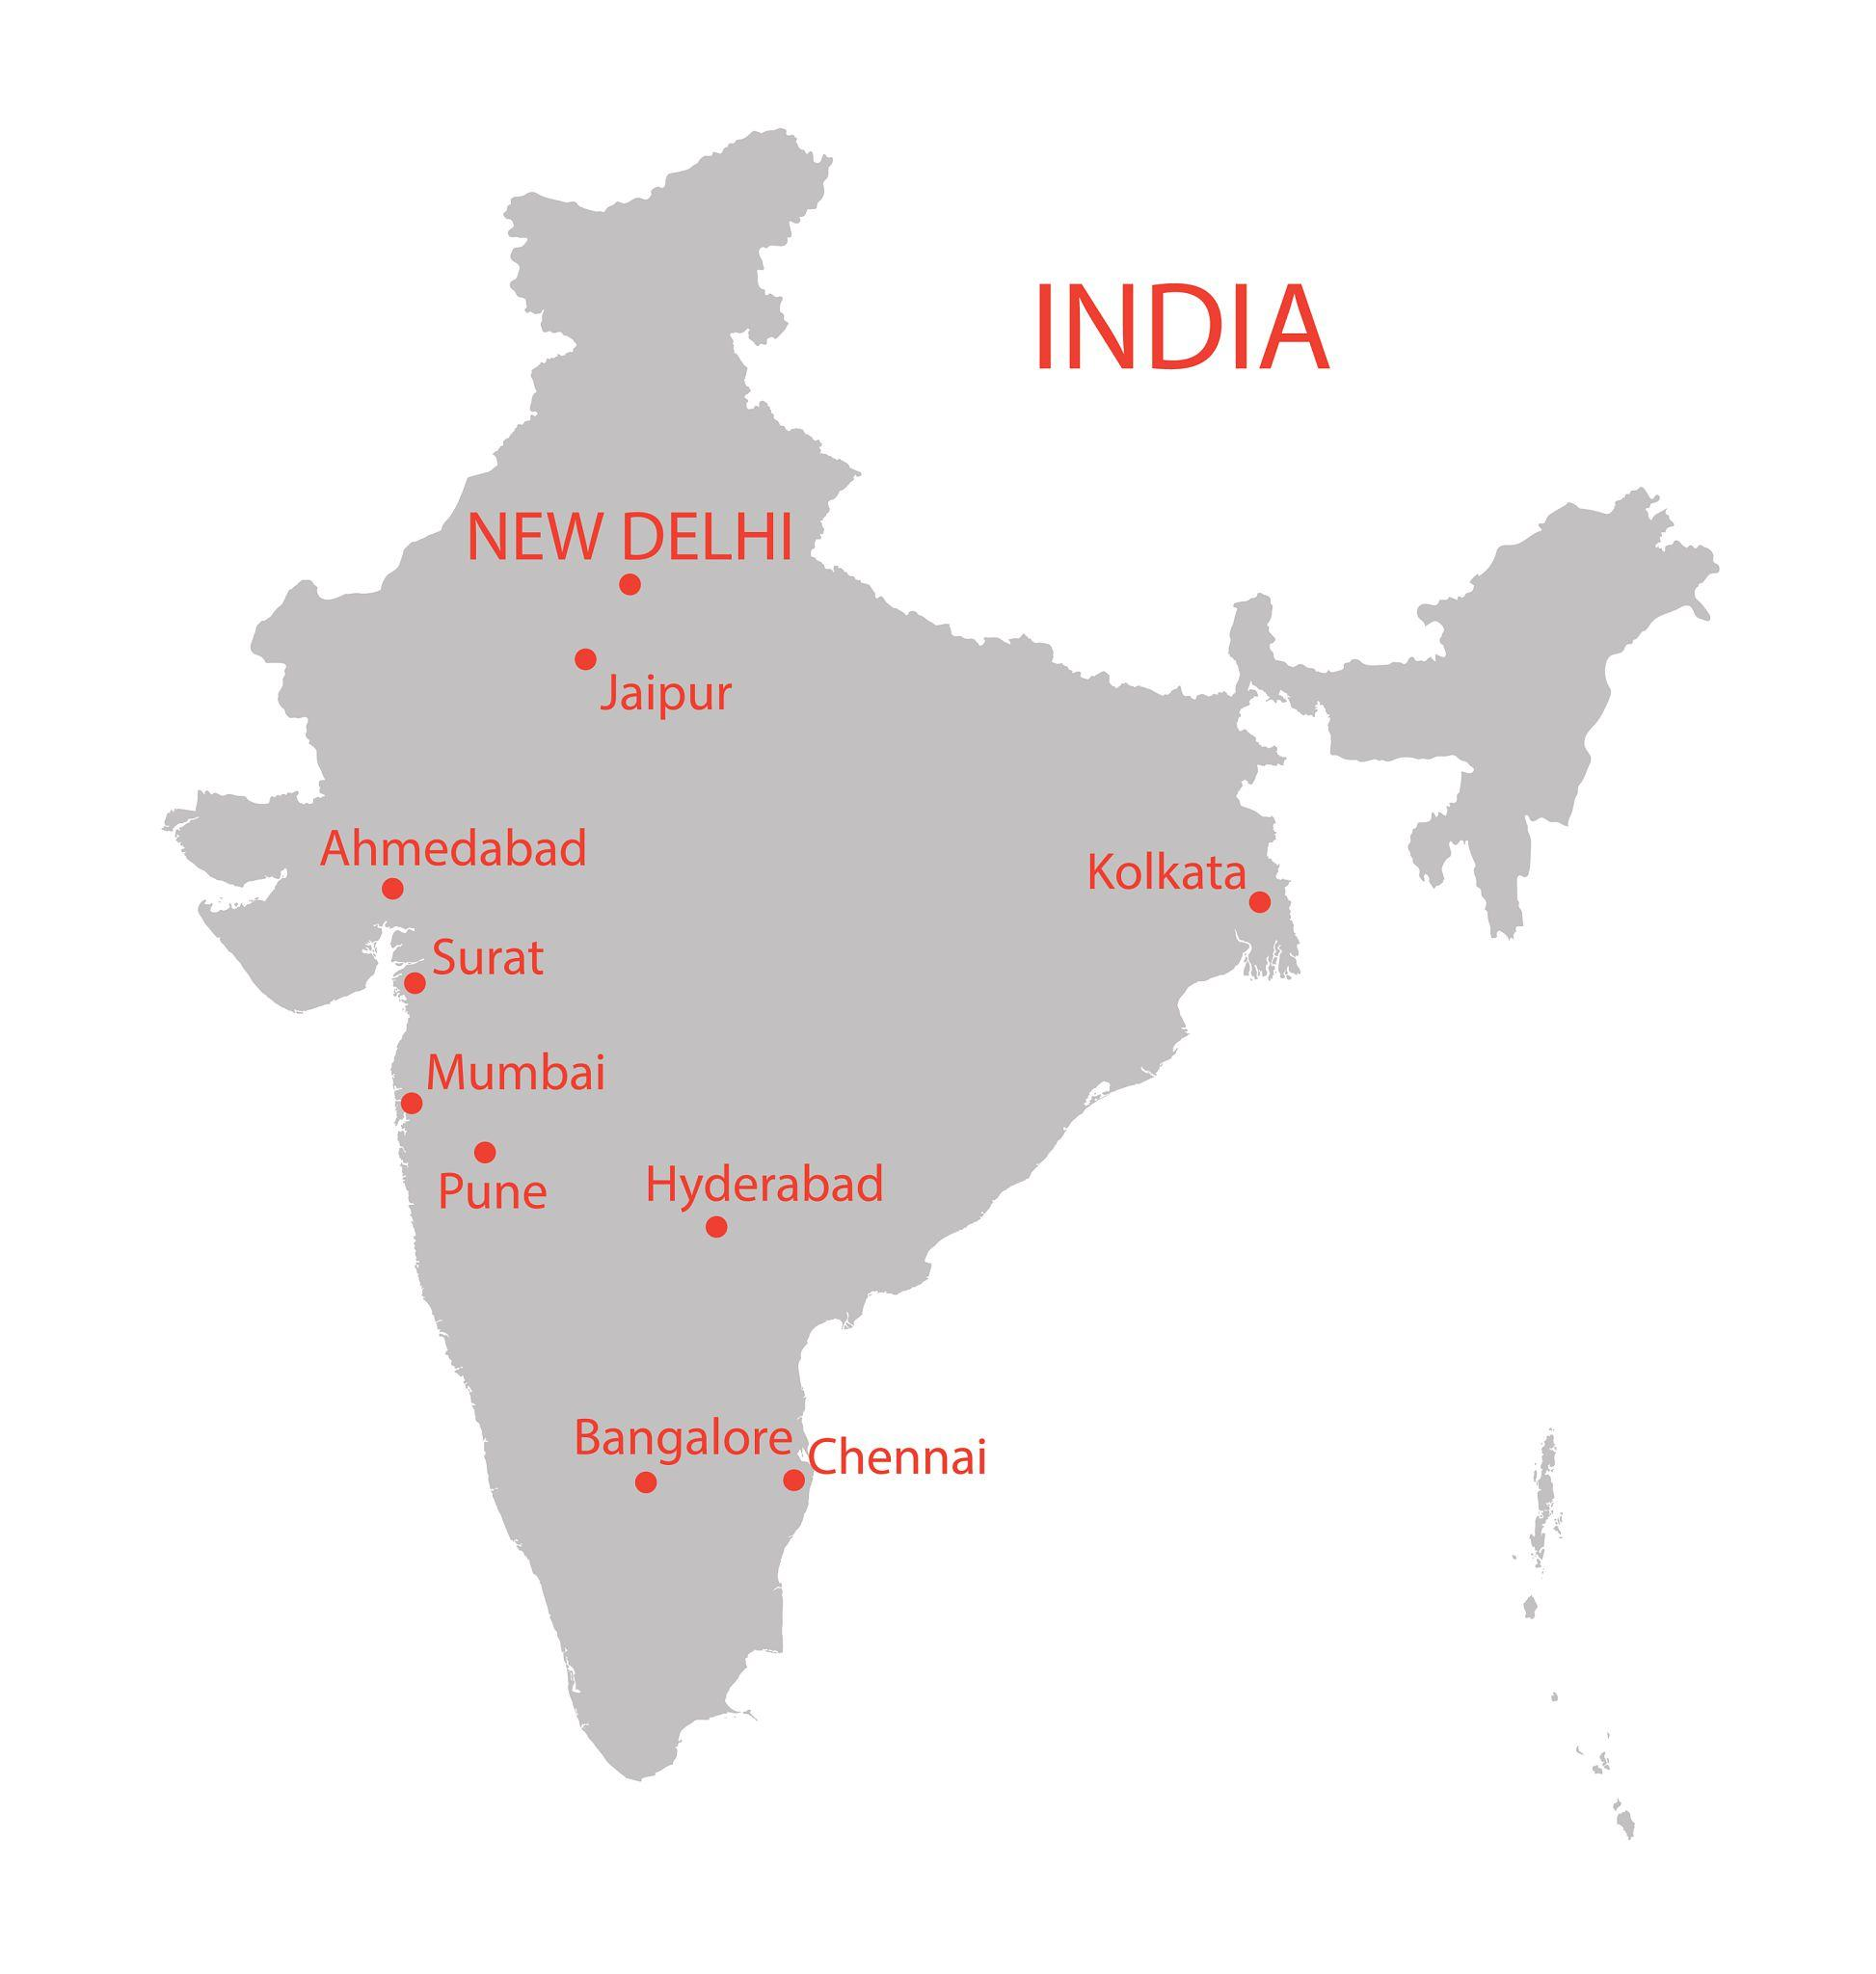 INDIA
NEW DELHI
Jaipur
Ahmedabad
Kolkata
Surat
Mumbai
Pune
Hyderabad
Bangalore
Chennai